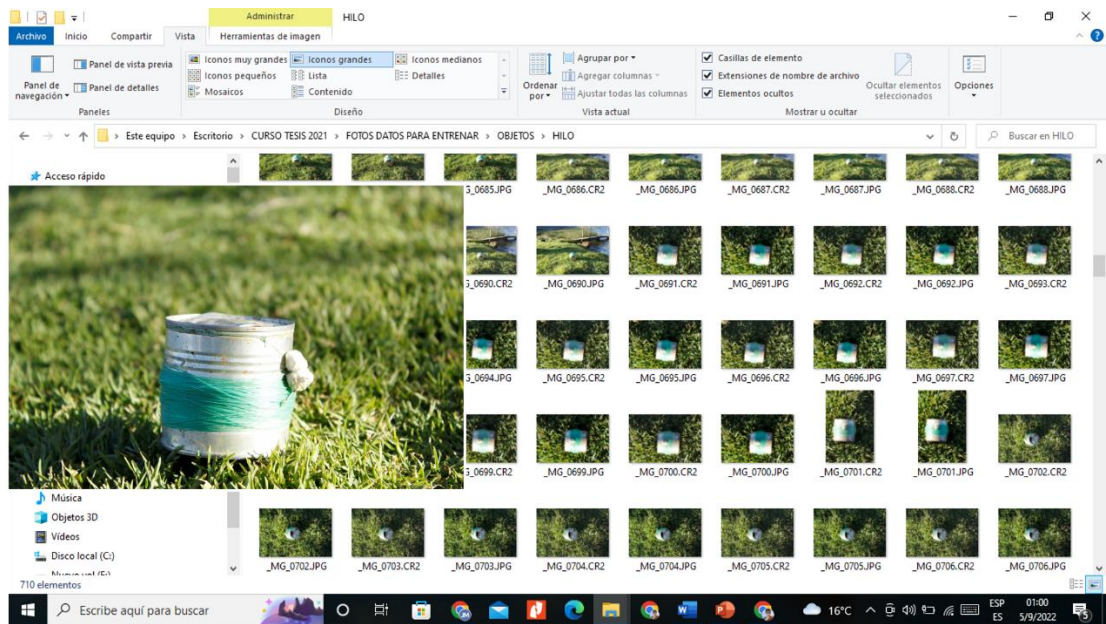 Administrar
HILO
Archivo
Inicio
Compartir
Vista
Herramientas de imagen
Panel de navegación
Panel de vista previa
Panel de detalles
Paneles
Iconos muy grandes
Iconos grandes
Iconos medianos
Iconos pequeños
Lista
Detalles
Mosaicos
Contenido
Diseño
Ordenar por
Agrupar por
Agregar columnas
Ajustar todas las columnas
Vista actual
Casillas de elemento
Extensiones de nombre de archivo
Elementos ocultos
Ocultar elementos seleccionados
Mostrar u ocultar
Opciones
Este equipo > Escritorio > CURSO TESIS 2021 > FOTOS DATOS PARA ENTRENAR > OBJETOS > HILO
Buscar en HILO
Acceso rápido
G_0685.JPG _MG_0686.CR2 _MG_0686.JPG _MG_0687.CR2 _MG_0687.JPG _MG_0688.CR2 _MG_0688.JPG
G_0690.CR2 _MG_0690.JPG _MG_0691.CR2 _MG_0691.JPG _MG_0692.CR2 _MG_0692.JPG _MG_0693.CR2
G_0694.JPG _MG_0695.CR2 _MG_0695.JPG _MG_0696.CR2 _MG_0696.JPG _MG_0697.CR2 _MG_0697.JPG
G_0699.CR2 _MG_0699.JPG _MG_0700.CR2 _MG_0700.JPG _MG_0701.CR2 _MG_0701.JPG _MG_0702.CR2
Música
Objetos 3D
Vídeos
Disco local (C:)
_MG_0702.JPG _MG_0703.CR2 _MG_0703.JPG _MG_0704.CR2 _MG_0704.JPG _MG_0705.CR2 _MG_0705.JPG _MG_0706.CR2 _MG_0706.JPG
710 elementos
Escribe aquí para buscar
16°C
ESP
ES
01:00
5/9/2022